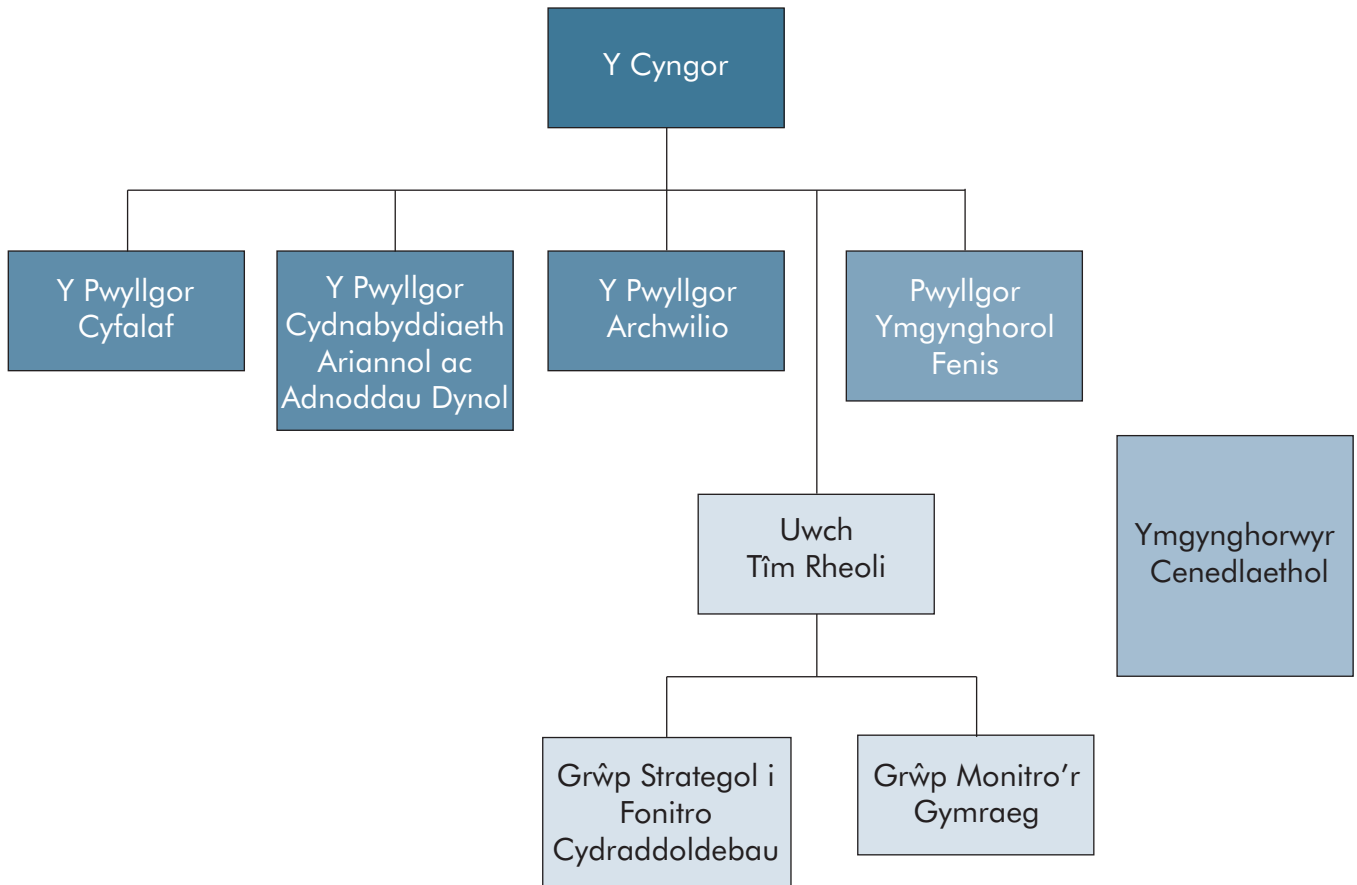 Y Cyngor
Y Pwyllgor
Cyfalaf
Y Pwyllgor
Cydnabyddiaeth
Ariannol ac
Adnoddau Dynol
Y Pwyllgor
Archwilio
Pwyllgor
Ymgynghorol
Fenis
Uwch
Tîm Rheoli
Ymgynghorwyr
Cenedlaethol
Grŵp Strategol i
Fonitro
Cydraddoldebau
Grŵp Monitro’r
Gymraeg